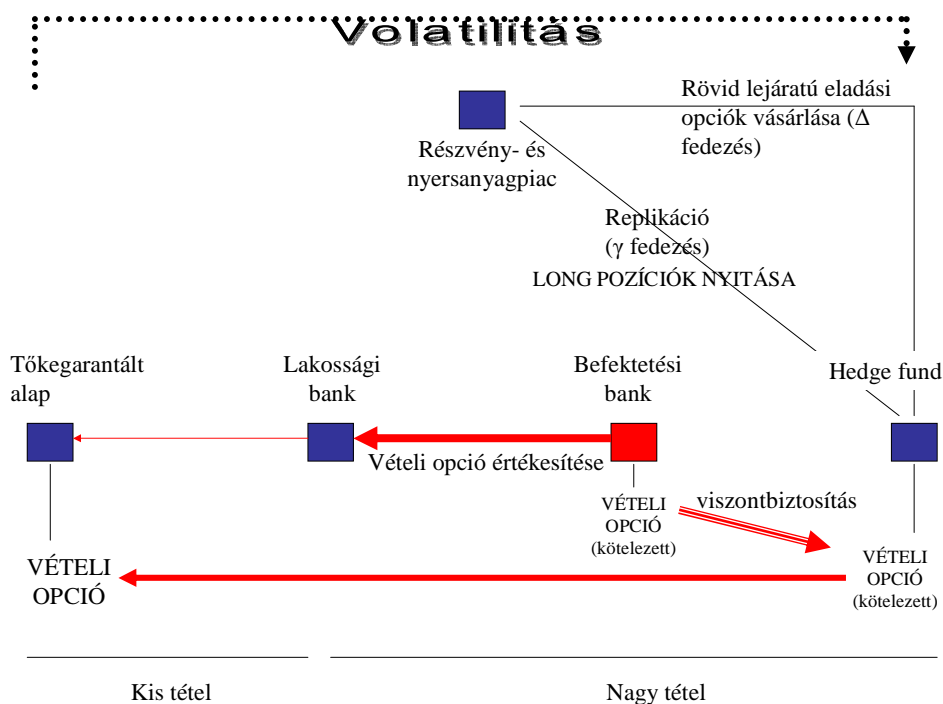 Volatilitás
Rövid lejáratú eladási
opciók vásárlása (Δ
fedezés)
Részvény- és
nyersanyagpiac
Replikáció
(γ fedezés)
LONG POZÍCIÓK NYITÁSA
Tőkegarantált
alap
Lakossági
bank
Befektetési
bank
Hedge fund
Vételi opció értékesítése
VÉTELI
OPCIÓ
(kötelezett)
viszontbiztosítás
VÉTELI
OPCIÓ
VÉTELI
OPCIÓ
(kötelezett)
Kis tétel
Nagy tétel